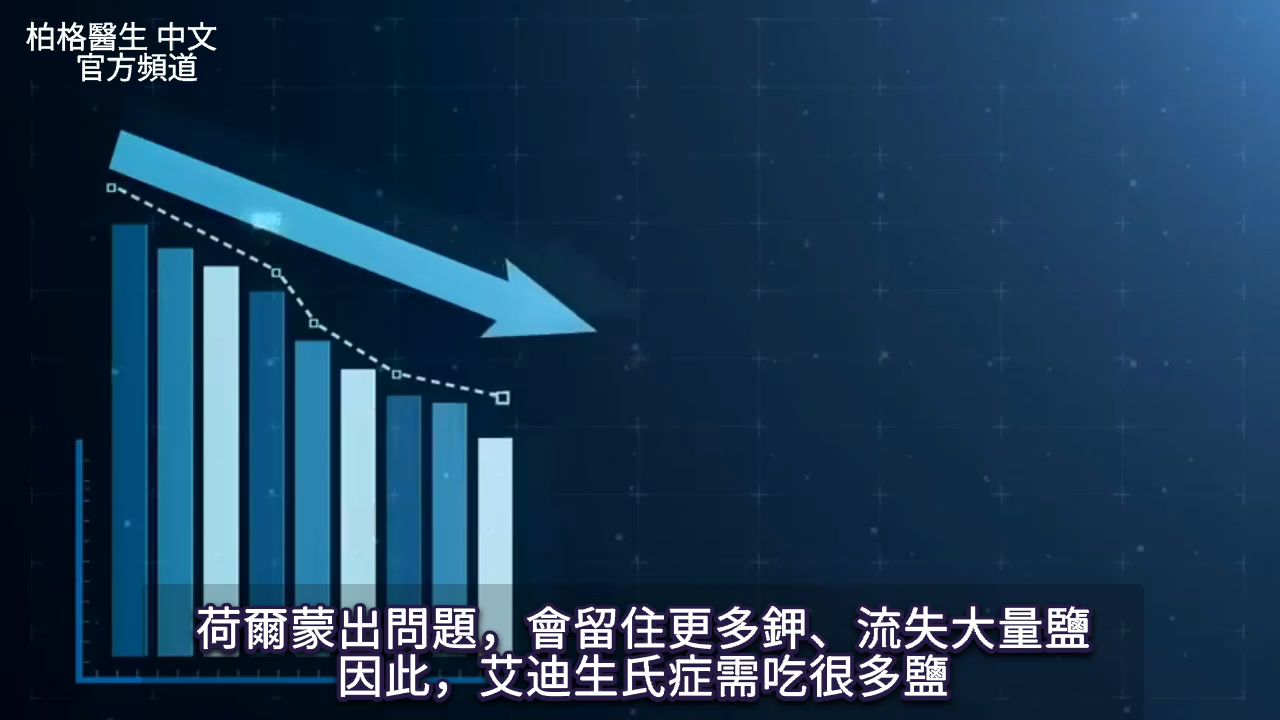 柏格醫生 中文
官方頻道
荷爾蒙出問題，會留住更多鉀、流失大量鹽
因此，艾迪生氏症需吃很多鹽